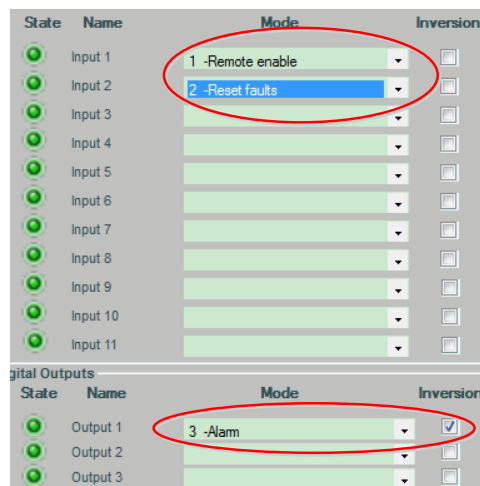 State Name Mode Inversion
Input 1 1 -Remote enable
Input 2 2 -Reset faults
Input 3
Input 4
Input 5
Input 6
Input 7
Input 8
Input 9
Input 10
Input 11
gital Outputs
State Name Mode Inversion
Output 1 3 -Alarm
Output 2
Output 3